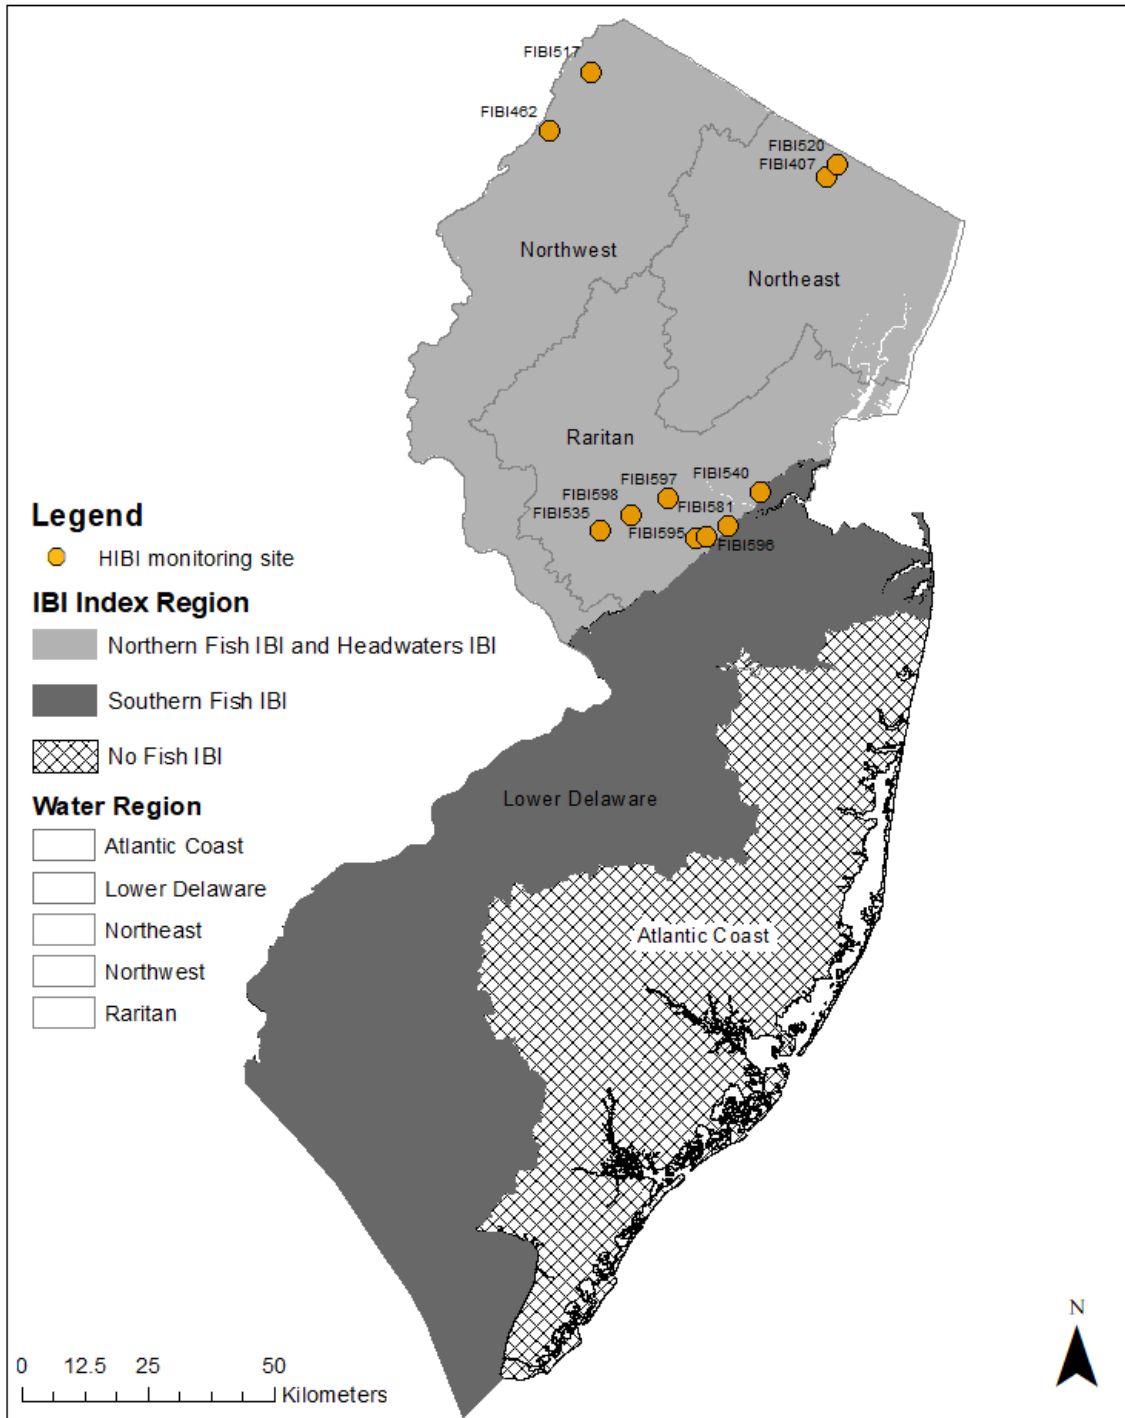 FIBI517
FIBI462
FIBI520
FIBI407
Northwest
Northeast
Raritan
FIBI597
FIBI540
FIBI598
FIBI581
FIBI535
FIBI595
FIBI596
Legend
HIBI monitoring site
IBI Index Region
Northern Fish IBI and Headwaters IBI
Southern Fish IBI
No Fish IBI
Water Region
Atlantic Coast
Lower Delaware
Northeast
Northwest
Raritan
Lower Delaware
Atlantic Coast
N
0 12.5 25 50
Kilometers